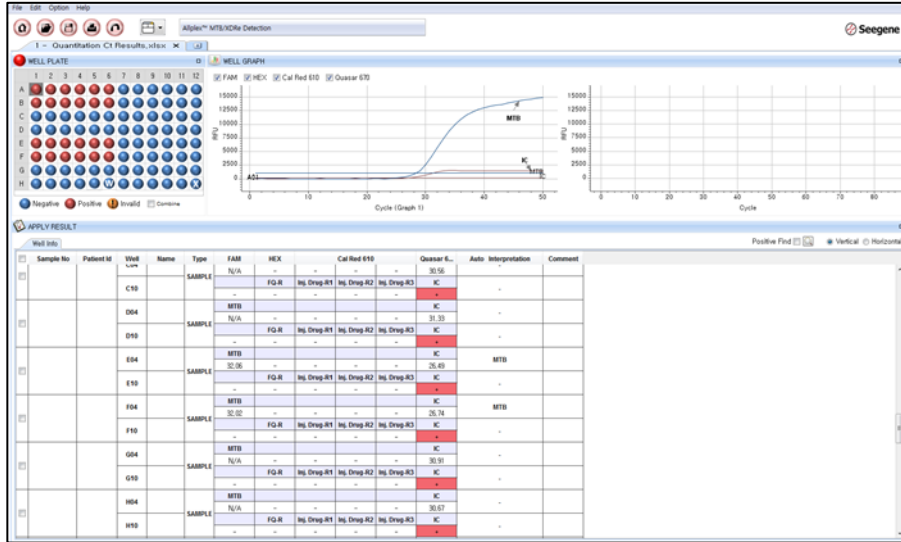 File Edit Option Help
Allplex™ MTB/XDRe Detection
Seegene
1 - Quantitation Ct Results.xlsx
WELL PLATE
WELL GRAPH
1 2 3 4 5 6 7 8 9 10 11 12
FAM HEX Cal Red 610 Quasar 670
A
B
C
D
E
F
G
H W X
Negative Positive Invalid Combine
15000
12500
10000
7500
5000
2500
0
RFU
MTB
IC
MTB
A01
0 10 20 30 40 50
Cycle (Graph 1)
15000
12500
10000
7500
5000
2500
0
RFU
0 10 20 30 40 50 60 70 80
Cycle
APPLY RESULT
Well Info
Positive Find Vertical Horizonta
Sample No Patient Id Well Name Type FAM HEX Cal Red 610 Quasar 6... Auto Interpretation Comment
C04 SAMPLE N/A - - - - 30.56 -
C10 FQ-R Inj. Drug-R1 Inj. Drug-R2 Inj. Drug-R3 IC -
- - - - -
D04 SAMPLE MTB IC -
N/A - - - - 31.33
D10 FQ-R Inj. Drug-R1 Inj. Drug-R2 Inj. Drug-R3 IC -
- - - - -
E04 SAMPLE MTB IC MTB
32.06 - - - - 26.49
E10 FQ-R Inj. Drug-R1 Inj. Drug-R2 Inj. Drug-R3 IC -
- - - - -
F04 SAMPLE MTB IC MTB
32.02 - - - - 26.74
F10 FQ-R Inj. Drug-R1 Inj. Drug-R2 Inj. Drug-R3 IC -
- - - - -
G04 SAMPLE MTB IC -
N/A - - - - 30.91
G10 FQ-R Inj. Drug-R1 Inj. Drug-R2 Inj. Drug-R3 IC -
- - - - -
H04 SAMPLE MTB IC -
N/A - - - - 30.67
H10 FQ-R Inj. Drug-R1 Inj. Drug-R2 Inj. Drug-R3 IC -
- - - - -